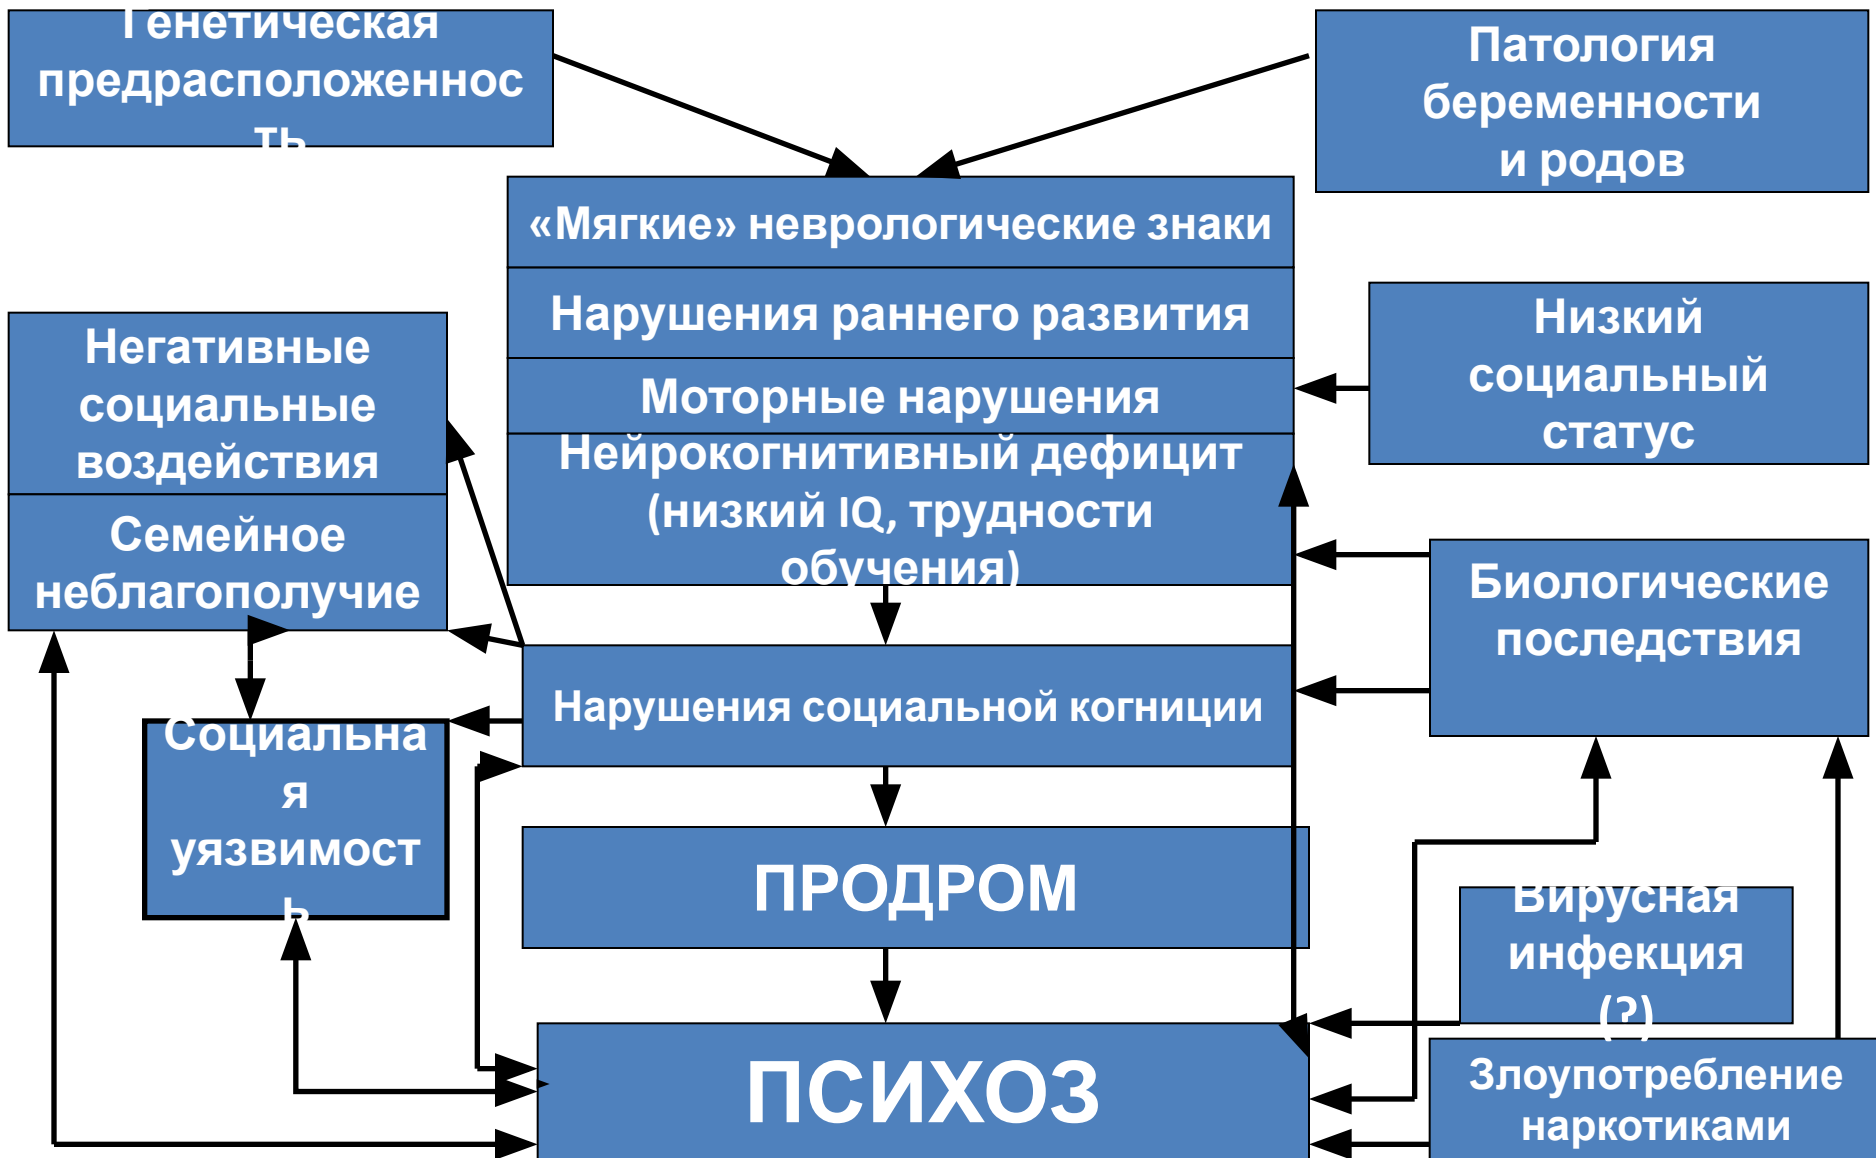 Генетическая
предрасположеннос
ть
Патология
беременности
и родов
«Мягкие» неврологические знаки
Нарушения раннего развития
Моторные нарушения
Нейрокогнитивный дефицит
(низкий IQ, трудности
обучения)
Негативные
социальные
воздействия
Семейное
неблагополучие
Низкий
социальный
статус
Биологические
последствия
Нарушения социальной когниции
Социальна
я
уязвимост
ь
ПРОДРОМ
Вирусная
инфекция
(?)
ПСИХОЗ
Злоупотребление
наркотиками